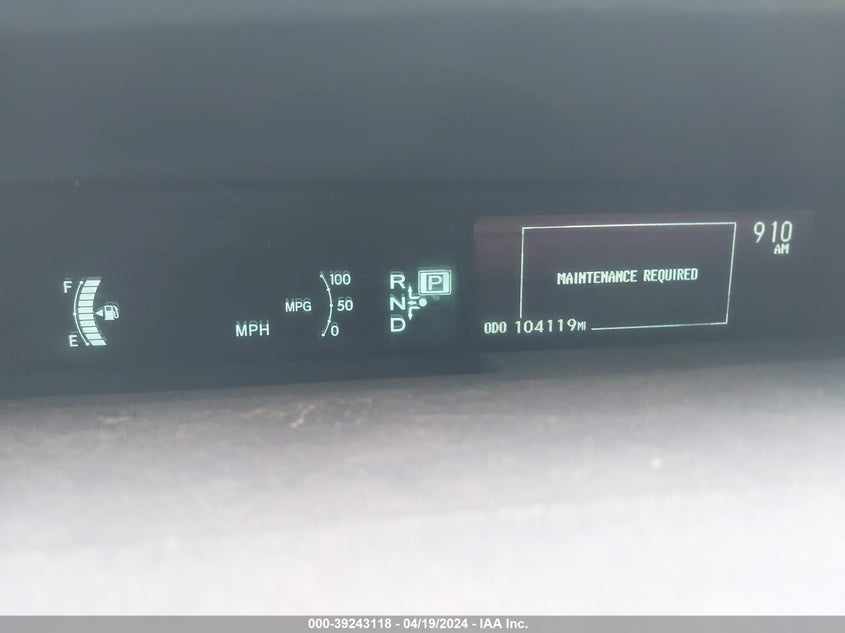 F
E
MPH
MPG
100
50
0
R
N
D
P
MAINTENANCE REQUIRED
ODO 104119MI
910
AM
000-39243118 - 04/19/2024 - IAA Inc.